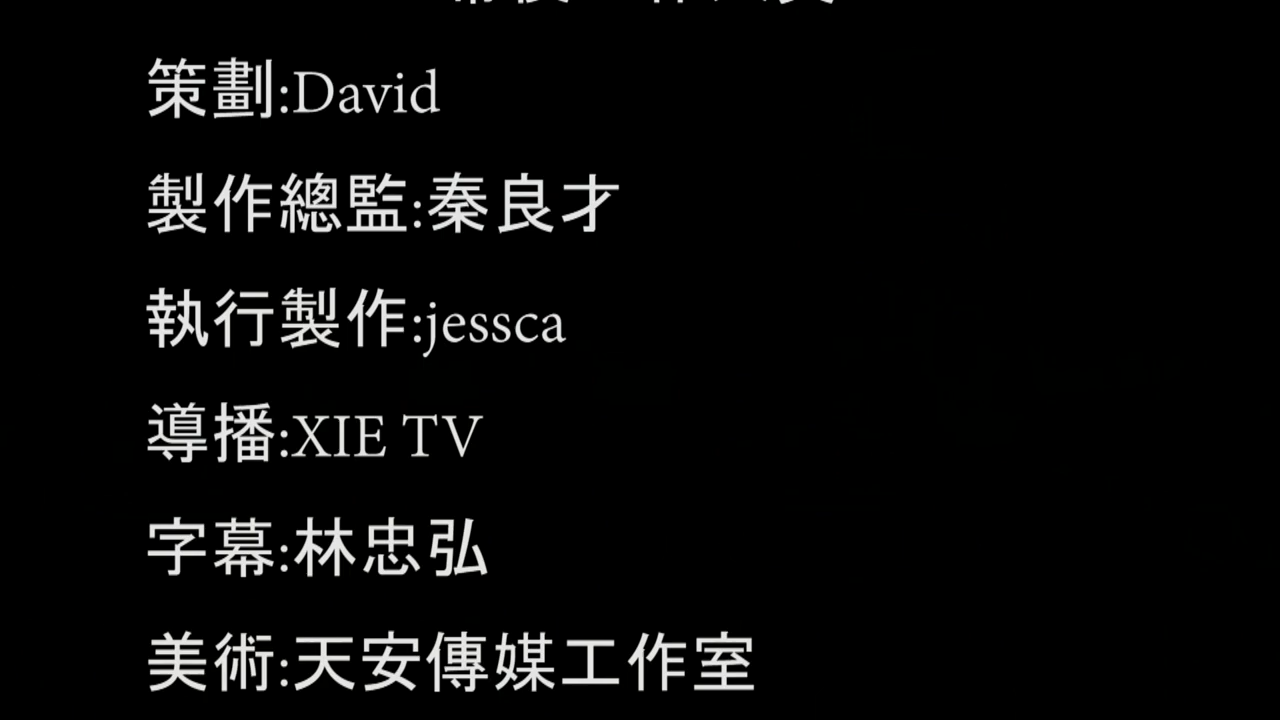 策劃:David
製作總監:秦良才
執行製作:jessca
導播:XIE TV
字幕:林忠弘
美術:天安傳媒工作室